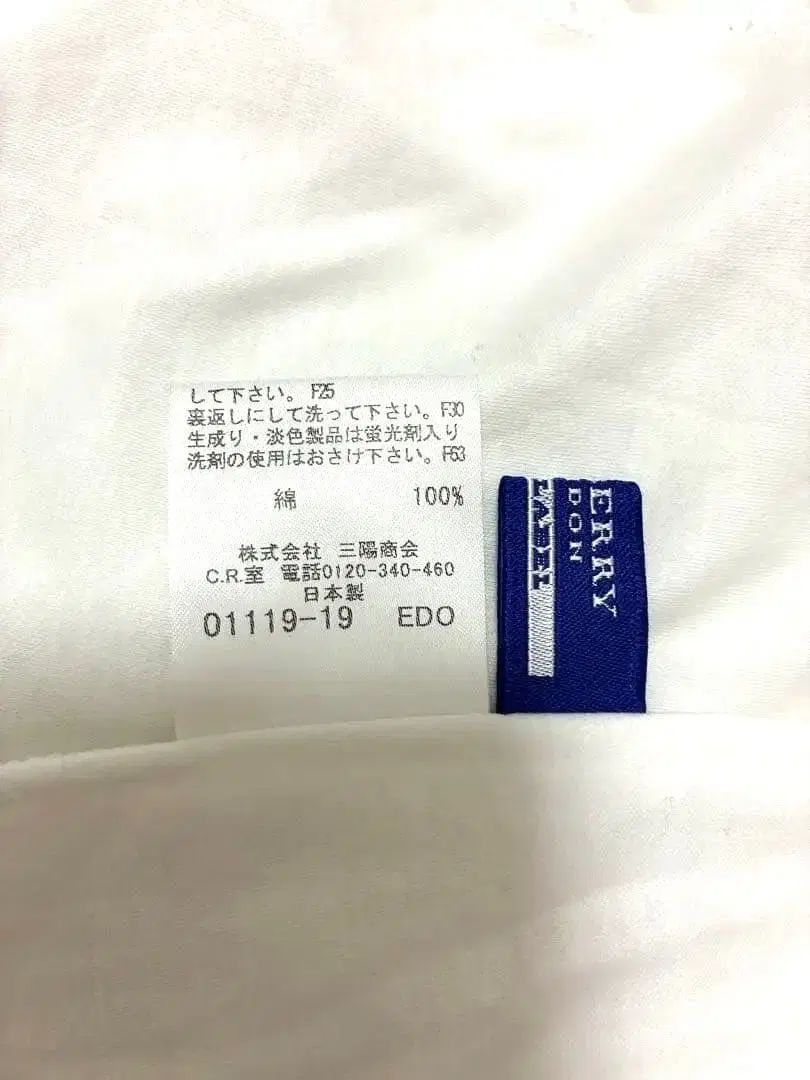 して下さい。F25
裏返しにして洗って下さい。F30
生成り・淡色製品は蛍光剤入り
洗剤の使用はおさけ下さい。F63
綿 100%
株式会社 三陽商会
C.R.室 電話0120-340-460
日本製
01119-19 EDO
ERRY
DON
LABEL